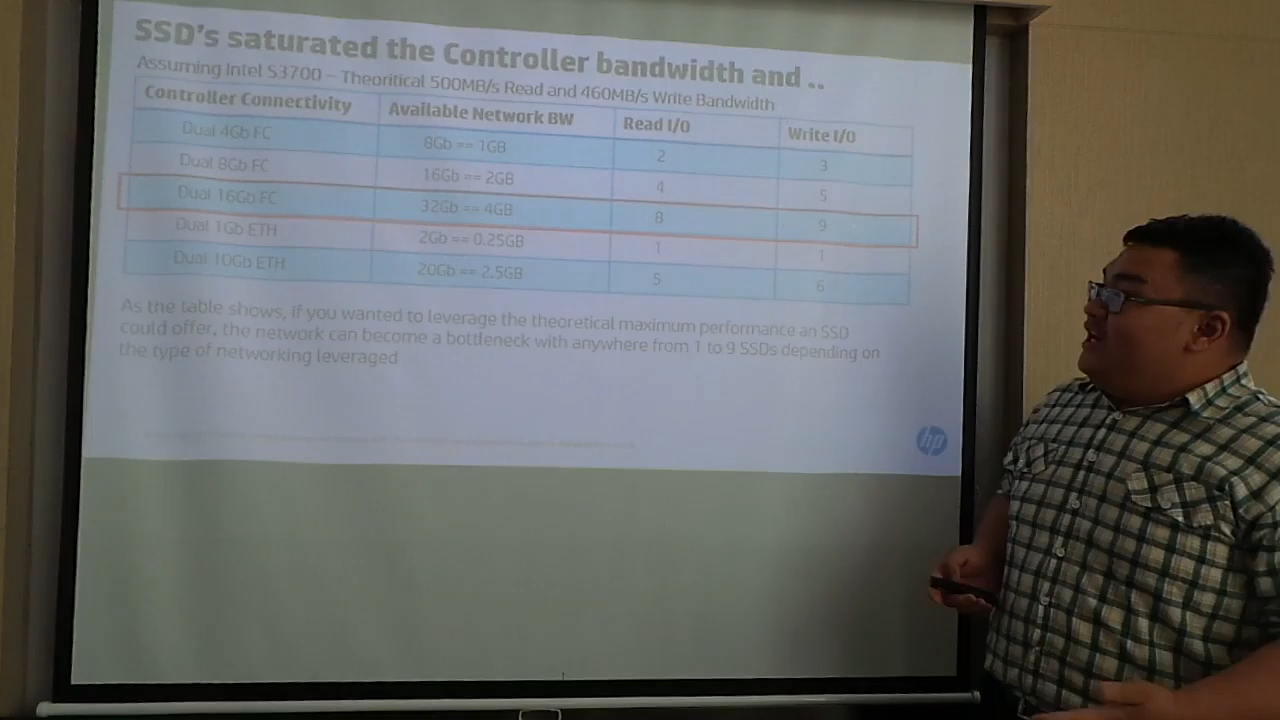 SSD's saturated the Controller bandwidth and ..
Assuming Intel S3700 – Theoritical 500MB/s Read and 460MB/s Write Bandwidth
Controller Connectivity Available Network BW Read I/O Write I/O
Dual 4Gb FC 8Gb == 1GB 2 3
Dual 8Gb FC 16Gb == 2GB 4 5
Dual 16Gb FC 32Gb == 4GB 8 9
Dual 1Gb ETH 2Gb == 0.25GB 1 1
Dual 10Gb ETH 20Gb == 2.5GB 5 6
As the table shows, if you wanted to leverage the theoretical maximum performance an SSD
could offer, the network can become a bottleneck with anywhere from 1 to 9 SSDs depending on
the type of networking leveraged
hp